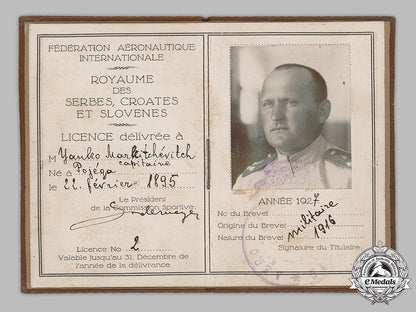 FÉDÉRATION AÉRONAUTIQUE
INTERNATIONALE
ROYAUME
DES
SERBES, CROATES
ET SLOVÈNES
LICENCE délivrée à
M Yanko Markitchévitch
capitaine
Né à Pojéga
le 22. février 1895
Le Président
de la Commission Sportive:
Licence No 2
Valable jusqu'au 31. Décembre de
l'année de la délivrance.
ANNÉE 1927
No du Brevet
Origine du Brevet
Nature du Brevet militaire
1916
Signature du Titulaire:
eMedals